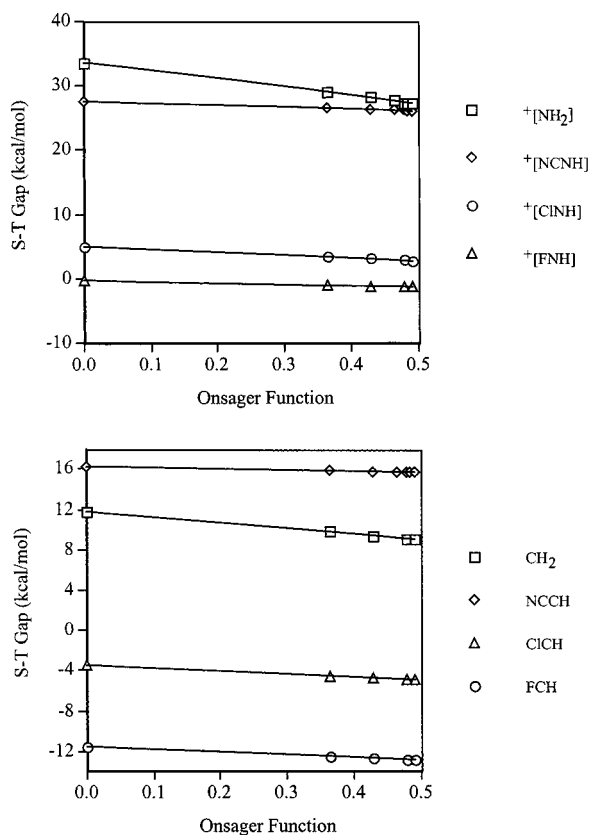 40
30
20
10
0
-10
S-T Gap (kcal/mol)
0.0 0.1 0.2 0.3 0.4 0.5
Onsager Function
+[NH2]
+[NCNH]
+[ClNH]
+[FNH]
16
12
8
4
0
-4
-8
-12
S-T Gap (kcal/mol)
0.0 0.1 0.2 0.3 0.4 0.5
Onsager Function
CH2
NCCH
ClCH
FCH